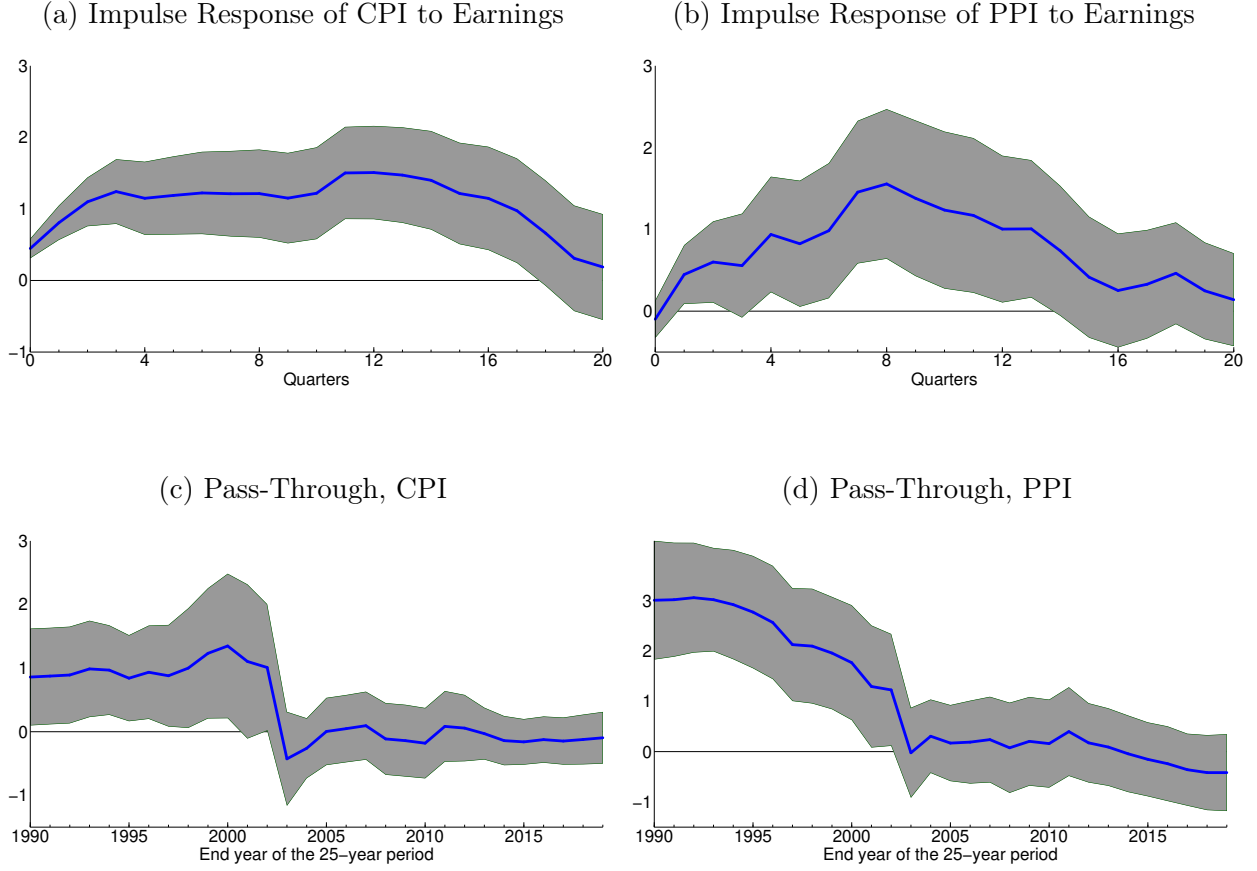 (a) Impulse Response of CPI to Earnings
3
2
1
0
−1
0 4 8 12 16 20
Quarters
(b) Impulse Response of PPI to Earnings
3
2
1
0
0 4 8 12 16 20
Quarters
(c) Pass-Through, CPI
3
2
1
0
−1
1990 1995 2000 2005 2010 2015
End year of the 25−year period
(d) Pass-Through, PPI
3
2
1
0
−1
1990 1995 2000 2005 2010 2015
End year of the 25−year period